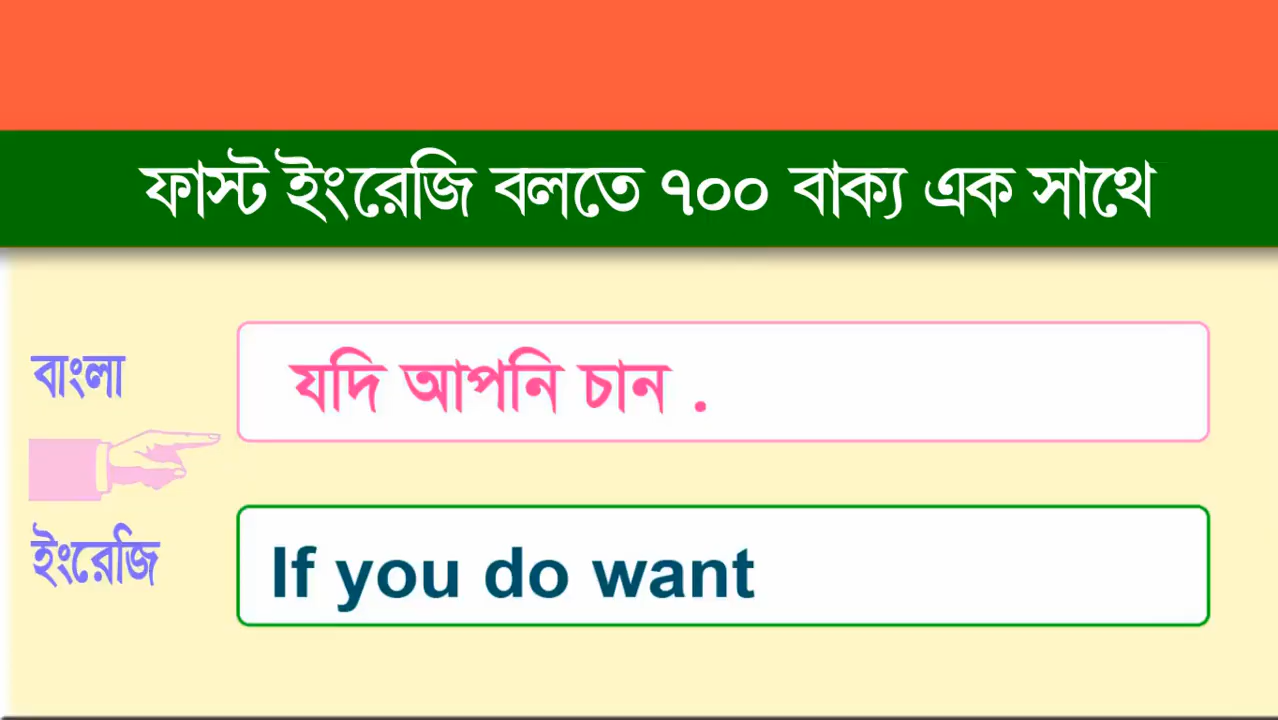 ফাস্ট ইংরেজি বলতে ৭০০ বাক্য এক সাথে
বাংলা
যদি আপনি চান .
ইংরেজি
If you do want